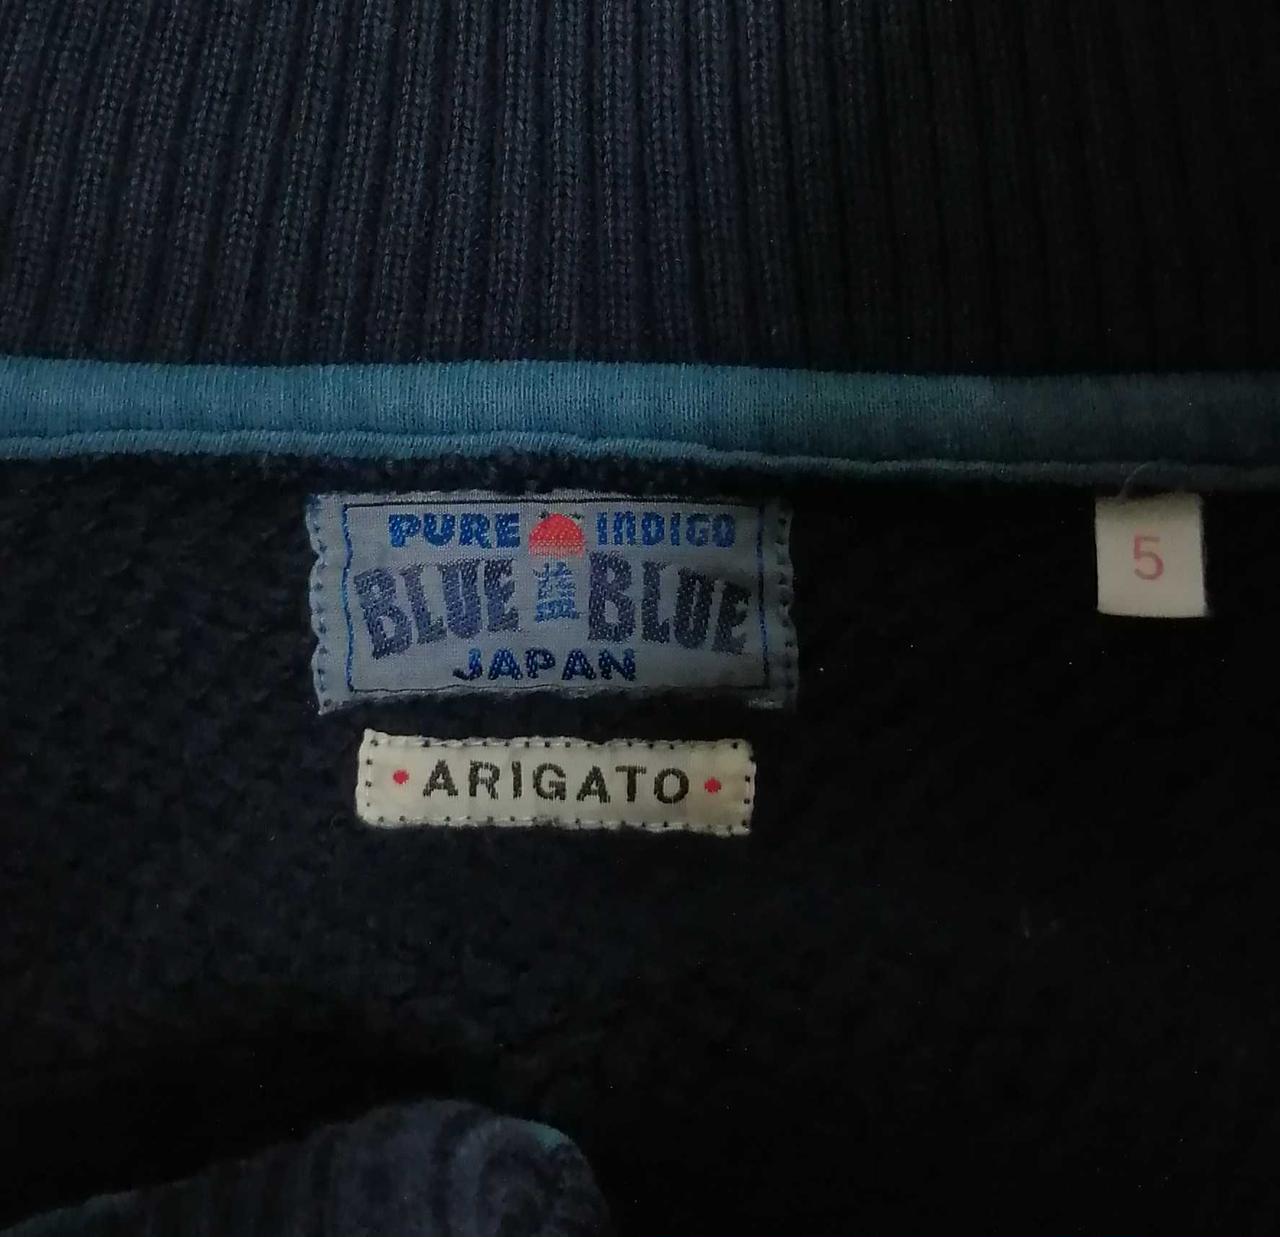 PURE INDIGO
BLUE 藍 BLUE
JAPAN
• ARIGATO •
5